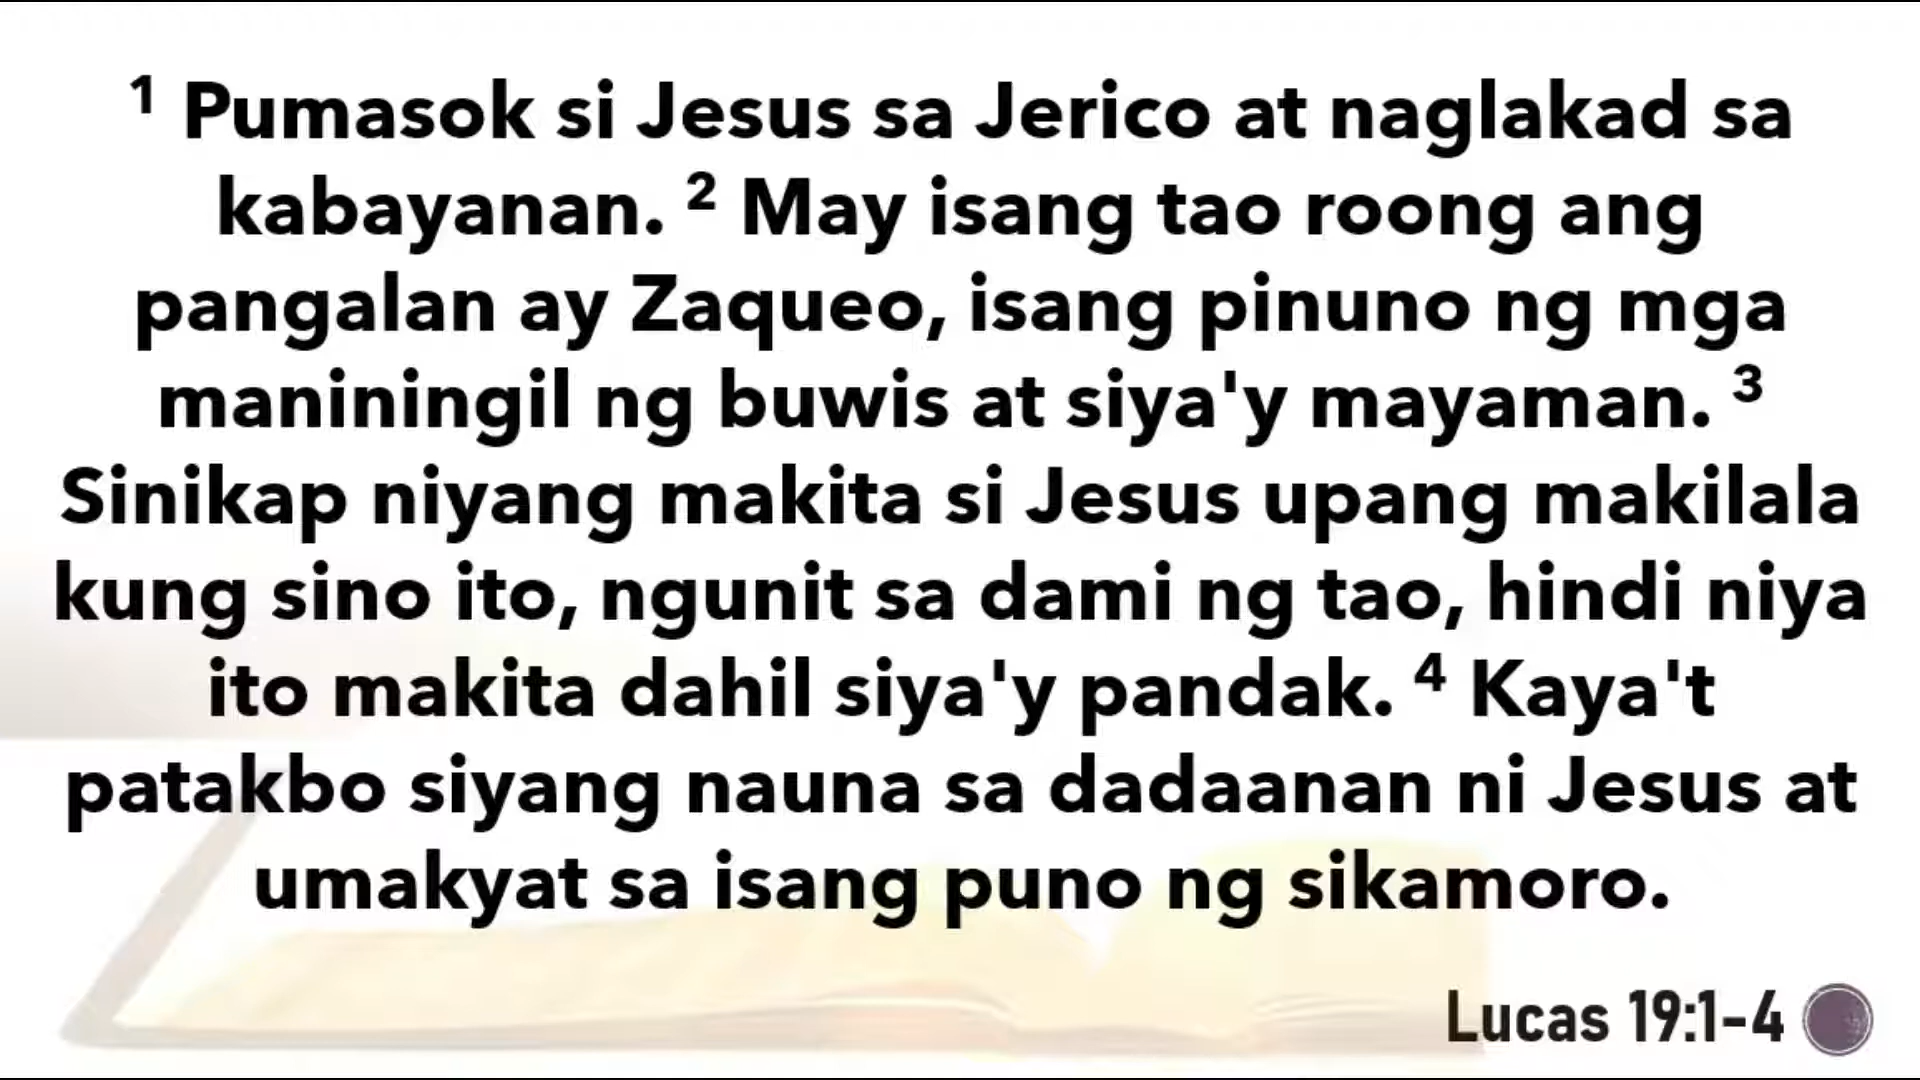 ¹ Pumasok si Jesus sa Jerico at naglakad sa
kabayanan. ² May isang tao roong ang
pangalan ay Zaqueo, isang pinuno ng mga
maniningil ng buwis at siya'y mayaman. ³
Sinikap niyang makita si Jesus upang makilala
kung sino ito, ngunit sa dami ng tao, hindi niya
ito makita dahil siya'y pandak. ⁴ Kaya't
patakbo siyang nauna sa dadaanan ni Jesus at
umakyat sa isang puno ng sikamoro.
Lucas 19:1-4